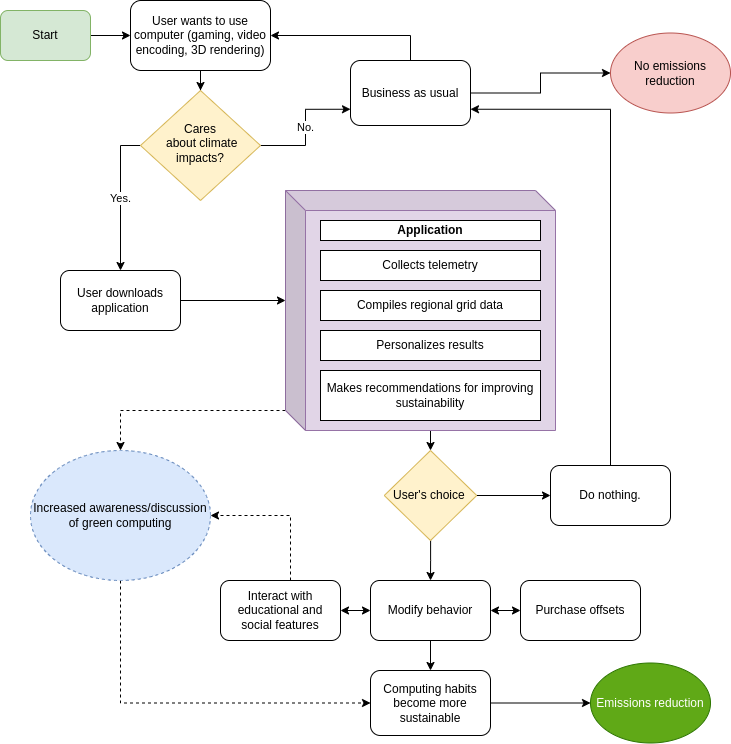 Start
User wants to use
computer (gaming, video
encoding, 3D rendering)
No emissions
reduction
Business as usual
Cares
about climate
impacts?
No.
Yes.
Application
Collects telemetry
User downloads
application
Compiles regional grid data
Personalizes results
Makes recommendations for improving
sustainability
User's choice
Do nothing.
Increased awareness/discussion
of green computing
Interact with
educational and
social features
Modify behavior
Purchase offsets
Computing habits
become more
sustainable
Emissions reduction